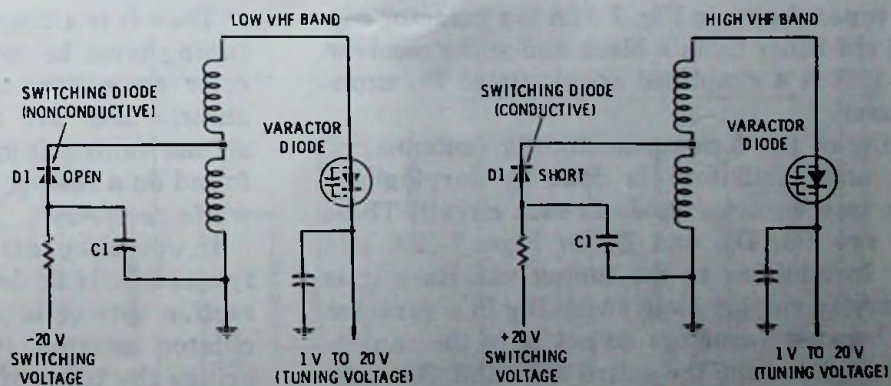 LOW VHF BAND
SWITCHING DIODE
(NONCONDUCTIVE)
VARACTOR
DIODE
D1
OPEN
C1
-20 V
SWITCHING
VOLTAGE
1 V TO 20 V
(TUNING VOLTAGE)
HIGH VHF BAND
SWITCHING DIODE
(CONDUCTIVE)
VARACTOR
DIODE
D1
SHORT
C1
+20 V
SWITCHING
VOLTAGE
1 V TO 20 V
(TUNING VOLTAGE)